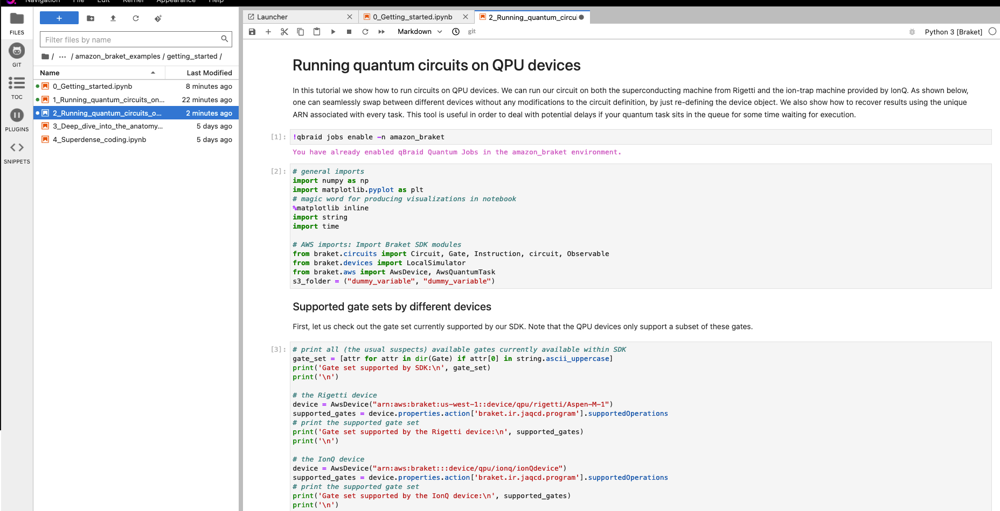 Navigation File Edit Kernel Appearance Help
FILES
GIT
TOC
PLUGINS
SNIPPETS
+
Filter files by name
/ ··· / amazon_braket_examples / getting_started /
Name Last Modified
0_Getting_started.ipynb 8 minutes ago
1_Running_quantum_circuits_on... 22 minutes ago
2_Running_quantum_circuits_o... 2 minutes ago
3_Deep_dive_into_the_anatomy... 5 days ago
4_Superdense_coding.ipynb 5 days ago
Launcher 0_Getting_started.ipynb 2_Running_quantum_circui
Markdown git Python 3 [Braket]
Running quantum circuits on QPU devices
In this tutorial we show how to run circuits on QPU devices. We can run our circuit on both the superconducting machine from Rigetti and the ion-trap machine provided by IonQ. As shown below,
one can seamlessly swap between different devices without any modifications to the circuit definition, by just re-defining the device object. We also show how to recover results using the unique
ARN associated with every task. This tool is useful in order to deal with potential delays if your quantum task sits in the queue for some time waiting for execution.
[1]: !qbraid jobs enable -n amazon_braket
You have already enabled qBraid Quantum Jobs in the amazon_braket environment.
[2]: # general imports
import numpy as np
import matplotlib.pyplot as plt
# magic word for producing visualizations in notebook
%matplotlib inline
import string
import time
# AWS imports: Import Braket SDK modules
from braket.circuits import Circuit, Gate, Instruction, circuit, Observable
from braket.devices import LocalSimulator
from braket.aws import AwsDevice, AwsQuantumTask
s3_folder = ("dummy_variable", "dummy_variable")
Supported gate sets by different devices
First, let us check out the gate set currently supported by our SDK. Note that the QPU devices only support a subset of these gates.
[3]: # print all (the usual suspects) available gates currently available within SDK
gate_set = [attr for attr in dir(Gate) if attr[0] in string.ascii_uppercase]
print('Gate set supported by SDK:\n', gate_set)
print('\n')
# the Rigetti device
device = AwsDevice("arn:aws:braket:us-west-1::device/qpu/rigetti/Aspen-M-1")
supported_gates = device.properties.action['braket.ir.jaqcd.program'].supportedOperations
# print the supported gate set
print('Gate set supported by the Rigetti device:\n', supported_gates)
print('\n')
# the IonQ device
device = AwsDevice("arn:aws:braket:::device/qpu/ionq/ionQdevice")
supported_gates = device.properties.action['braket.ir.jaqcd.program'].supportedOperations
# print the supported gate set
print('Gate set supported by the IonQ device:\n', supported_gates)
print('\n')